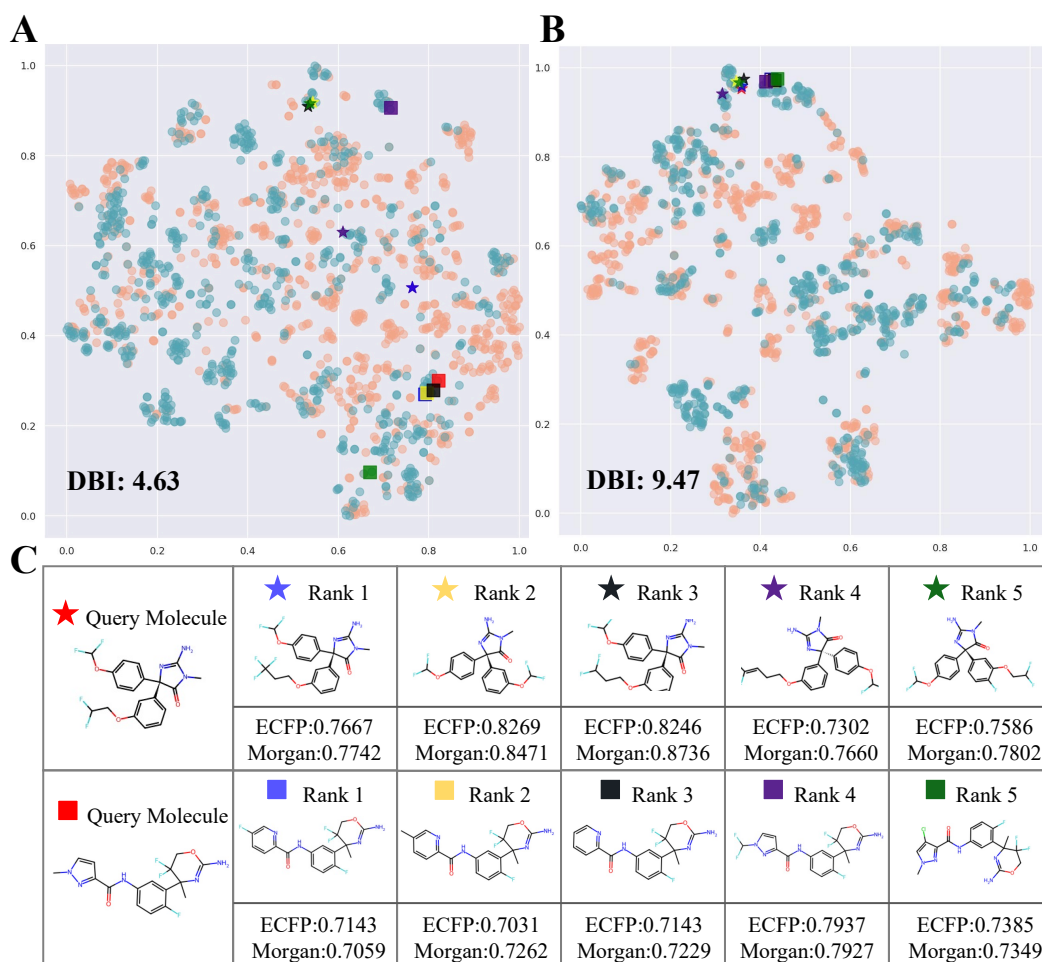 A
B
1.0
0.8
0.6
0.4
0.2
0.0
DBI: 4.63
0.0 0.2 0.4 0.6 0.8 1.0
1.0
0.8
0.6
0.4
0.2
0.0
DBI: 9.47
0.0 0.2 0.4 0.6 0.8 1.0
C
Query Molecule
Rank 1
Rank 2
Rank 3
Rank 4
Rank 5
ECFP:0.7667
Morgan:0.7742
ECFP:0.8269
Morgan:0.8471
ECFP:0.8246
Morgan:0.8736
ECFP:0.7302
Morgan:0.7660
ECFP:0.7586
Morgan:0.7802
Query Molecule
Rank 1
Rank 2
Rank 3
Rank 4
Rank 5
ECFP:0.7143
Morgan:0.7059
ECFP:0.7031
Morgan:0.7262
ECFP:0.7143
Morgan:0.7229
ECFP:0.7937
Morgan:0.7927
ECFP:0.7385
Morgan:0.7349